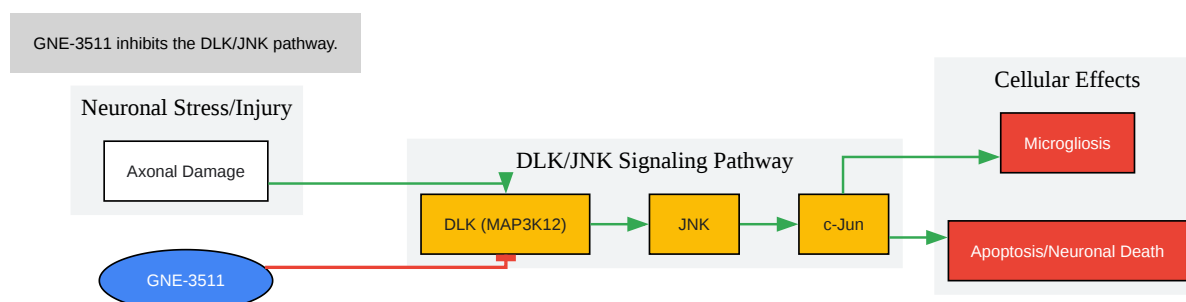 GNE-3511 inhibits the DLK/JNK pathway.
Neuronal Stress/Injury
Axonal Damage
GNE-3511
DLK/JNK Signaling Pathway
DLK (MAP3K12)
JNK
c-Jun
Cellular Effects
Microgliosis
Apoptosis/Neuronal Death